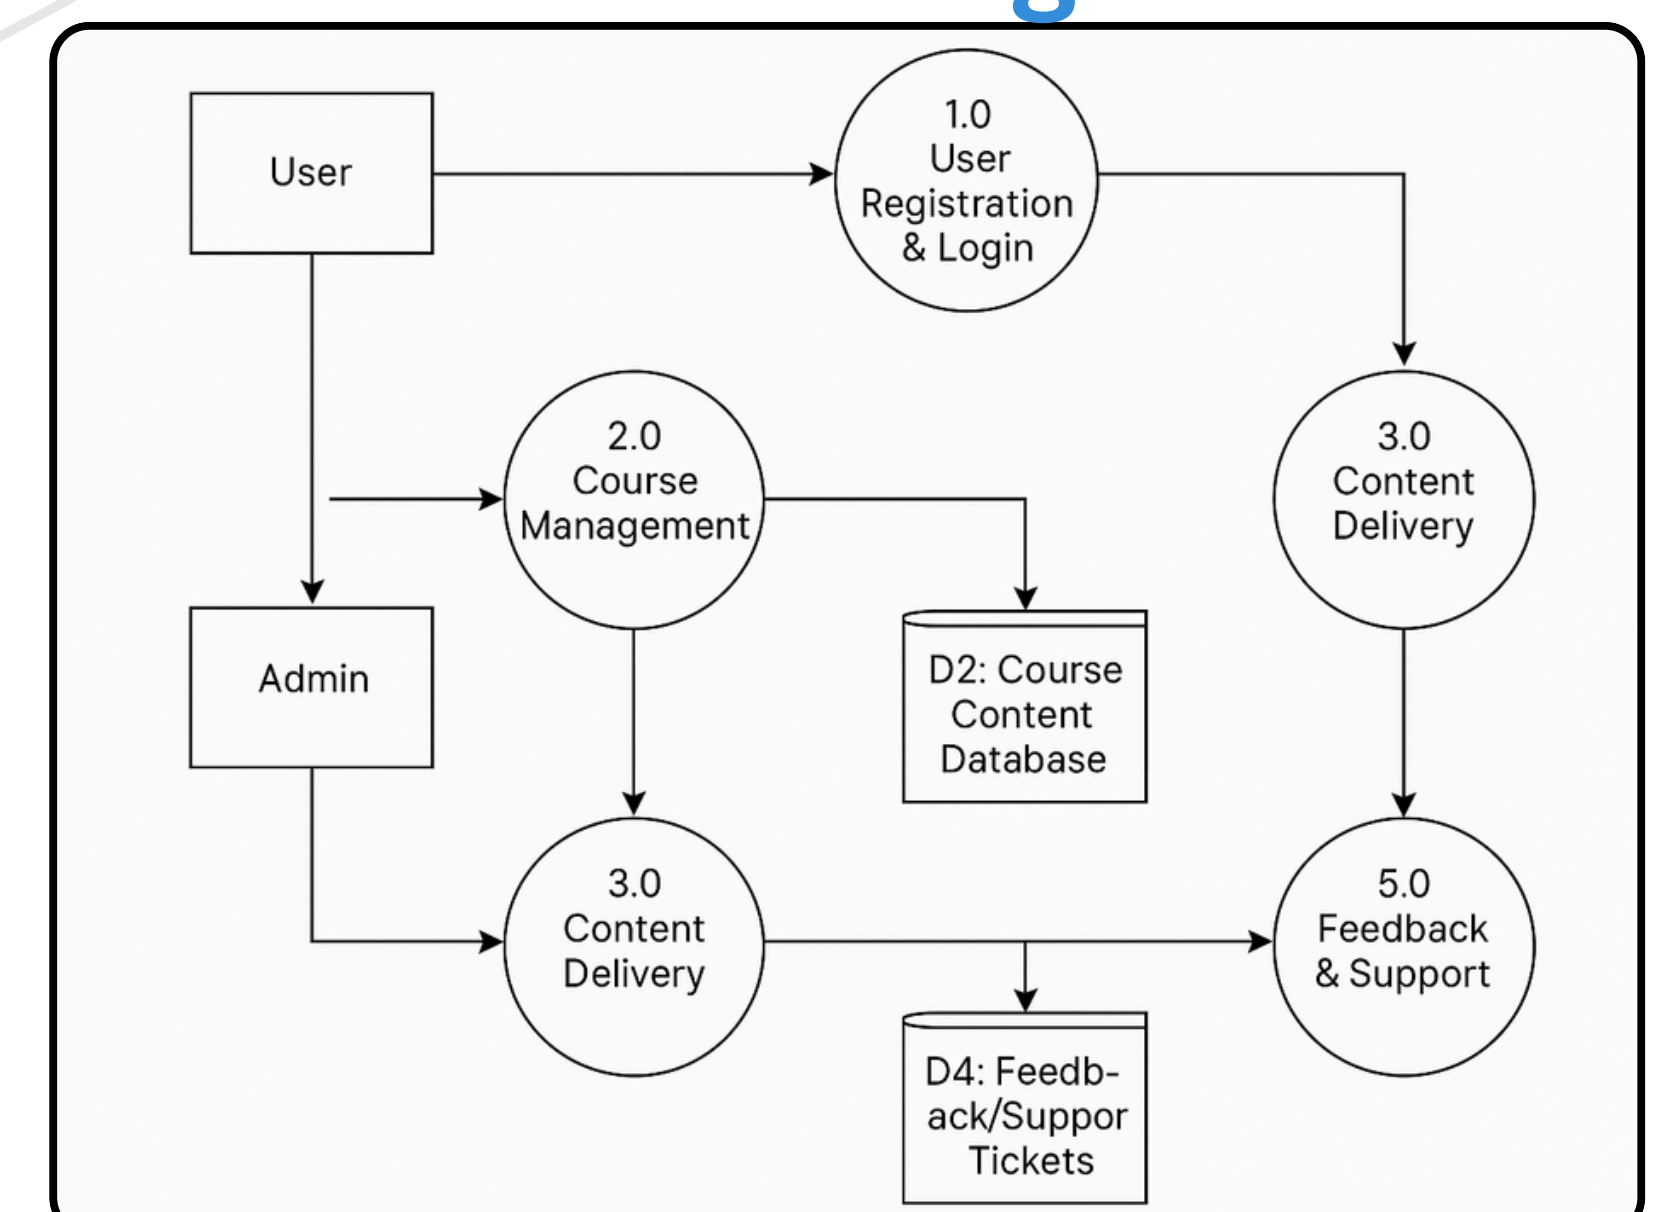 User
1.0
User
Registration
& Login
2.0
Course
Management
3.0
Content
Delivery
Admin
D2: Course
Content
Database
3.0
Content
Delivery
5.0
Feedback
& Support
D4: Feedb-
ack/Suppor
Tickets